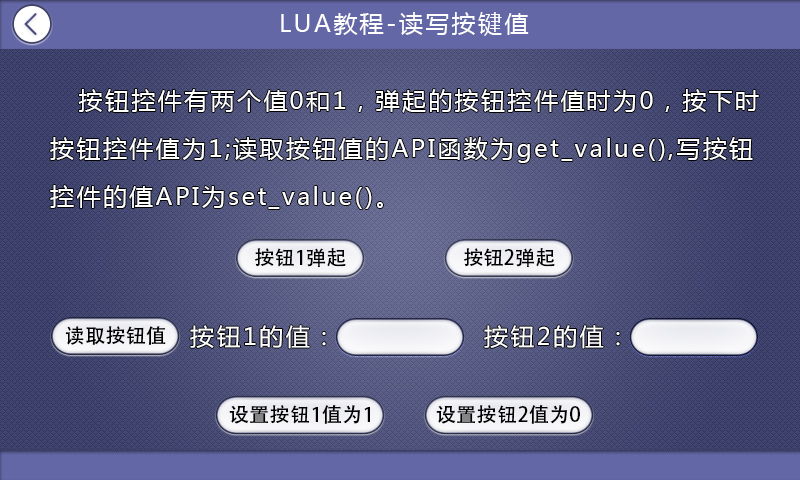 LUA教程-读写按键值
按钮控件有两个值0和1，弹起的按钮控件值时为0，按下时
按钮控件值为1;读取按钮值的API函数为get_value(),写按钮
控件的值API为set_value()。
按钮1弹起 按钮2弹起
读取按钮值 按钮1的值： 按钮2的值：
设置按钮1值为1 设置按钮2值为0